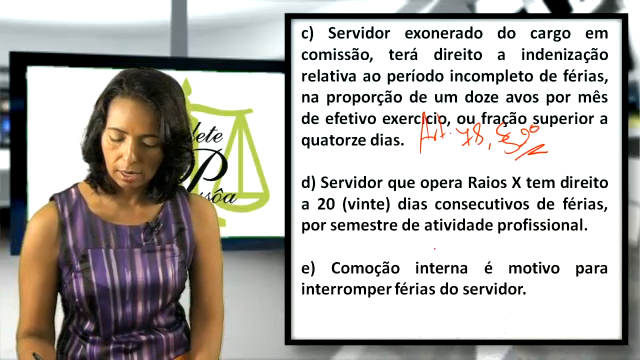 c) Servidor exonerado do cargo em
comissão, terá direito a indenização
relativa ao período incompleto de férias,
na proporção de um doze avos por mês
de efetivo exercício, ou fração superior a
quatorze dias. Art. 78, § 3º
d) Servidor que opera Raios X tem direito
a 20 (vinte) dias consecutivos de férias,
por semestre de atividade profissional.
e) Comoção interna é motivo para
interromper férias do servidor.
lete
P
ssôa